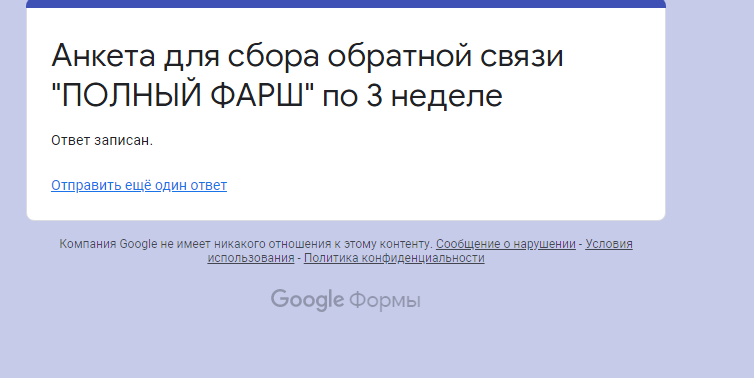 Анкета для сбора обратной связи
"ПОЛНЫЙ ФАРШ" по 3 неделе
Ответ записан.
Отправить ещё один ответ
Компания Google не имеет никакого отношения к этому контенту. Сообщение о нарушении - Условия
использования - Политика конфиденциальности
Google Формы